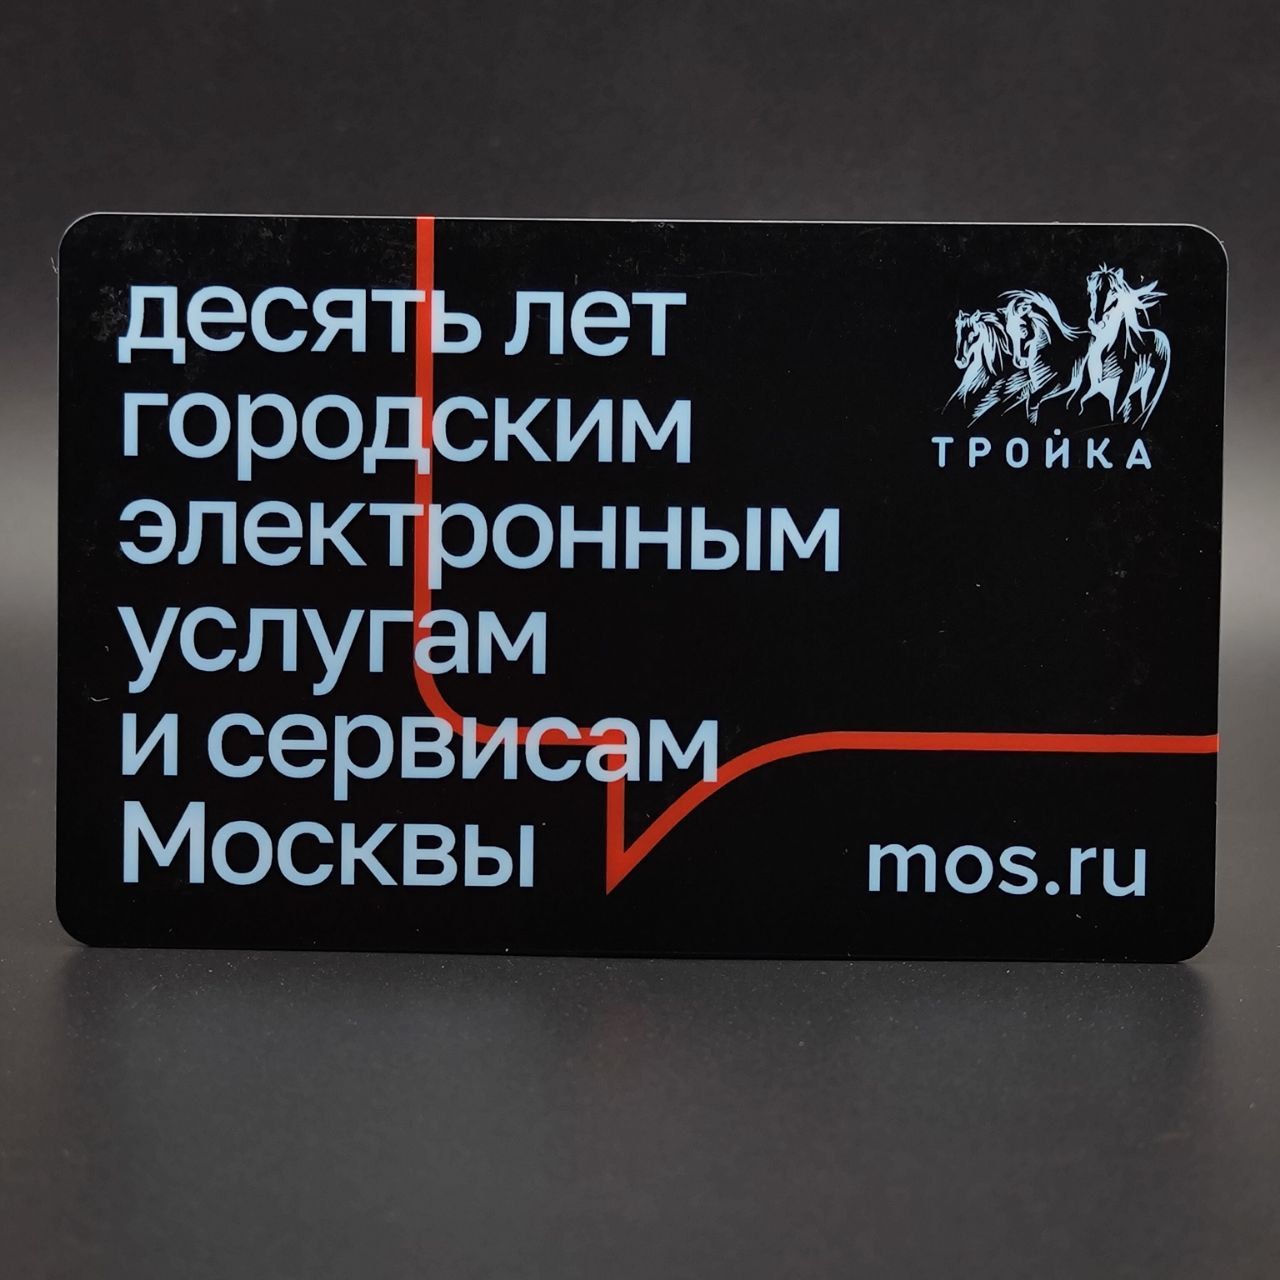 десять лет
городским
электронным
услугам
и сервисам
Москвы
ТРОЙКА
mos.ru